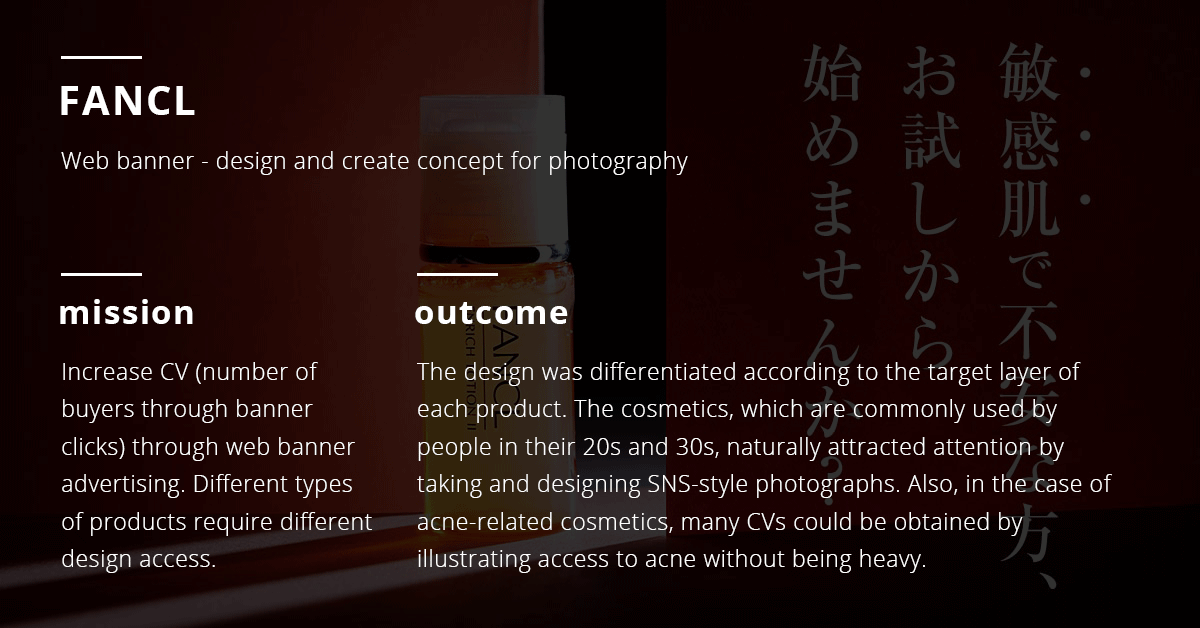 FANCL
Web banner - design and create concept for photography
mission
Increase CV (number of
buyers through banner
clicks) through web banner
advertising. Different types
of products require different
design access.
outcome
The design was differentiated according to the target layer of
each product. The cosmetics, which are commonly used by
people in their 20s and 30s, naturally attracted attention by
taking and designing SNS-style photographs. Also, in the case of
acne-related cosmetics, many CVs could be obtained by
illustrating access to acne without being heavy.
敏感肌で不安な方、
お試しから
始めませんか?